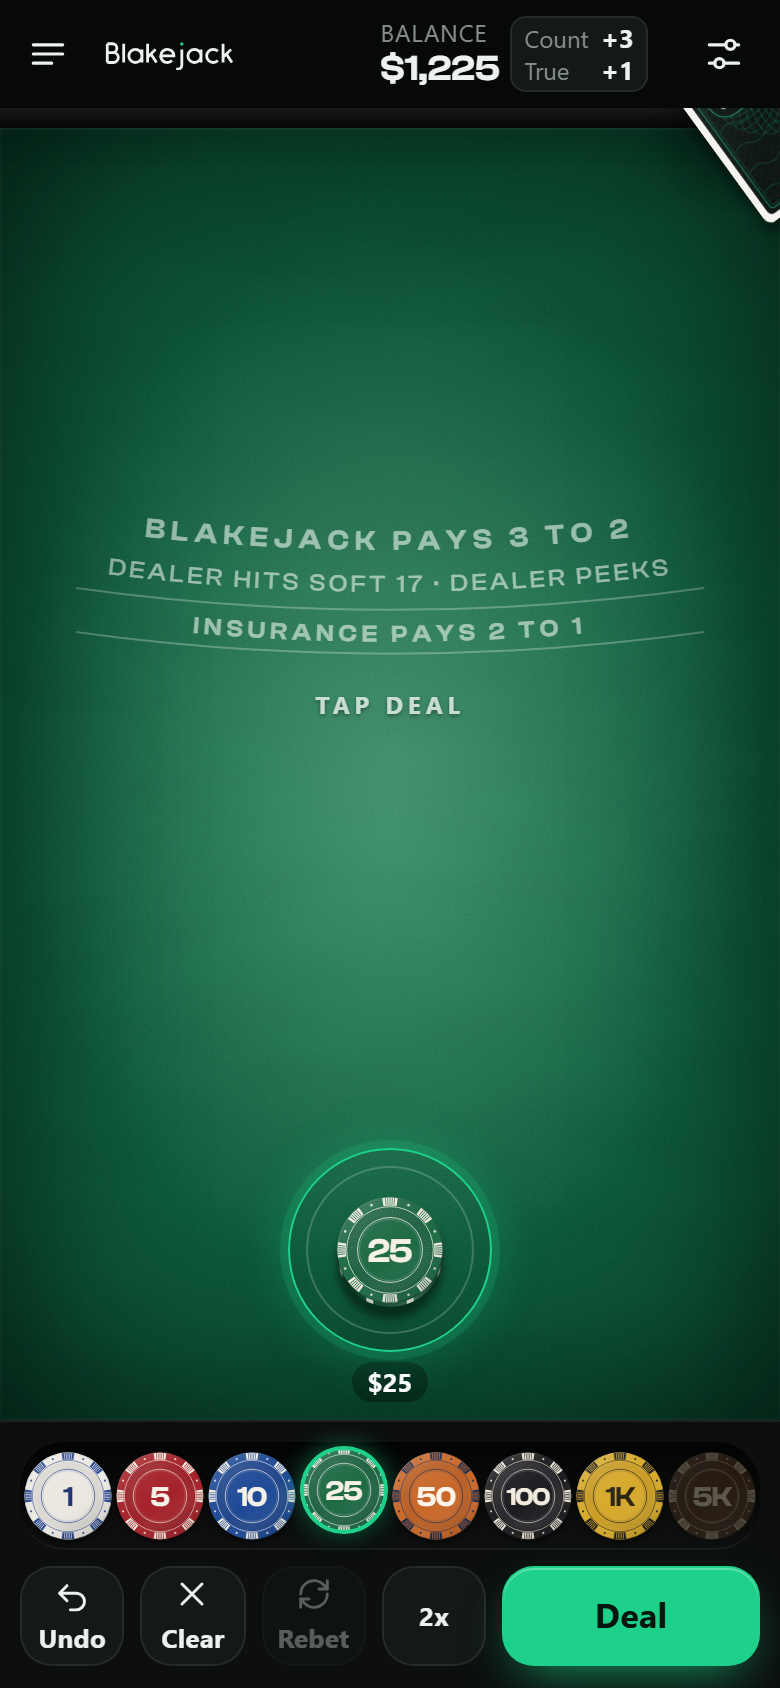 Blakejack
BALANCE
$1,225
Count +3
True +1
BLAKEJACK PAYS 3 TO 2
DEALER HITS SOFT 17 · DEALER PEEKS
INSURANCE PAYS 2 TO 1
TAP DEAL
25
$25
1 5 10 25 50 100 1K 5K
Undo Clear Rebet 2x Deal